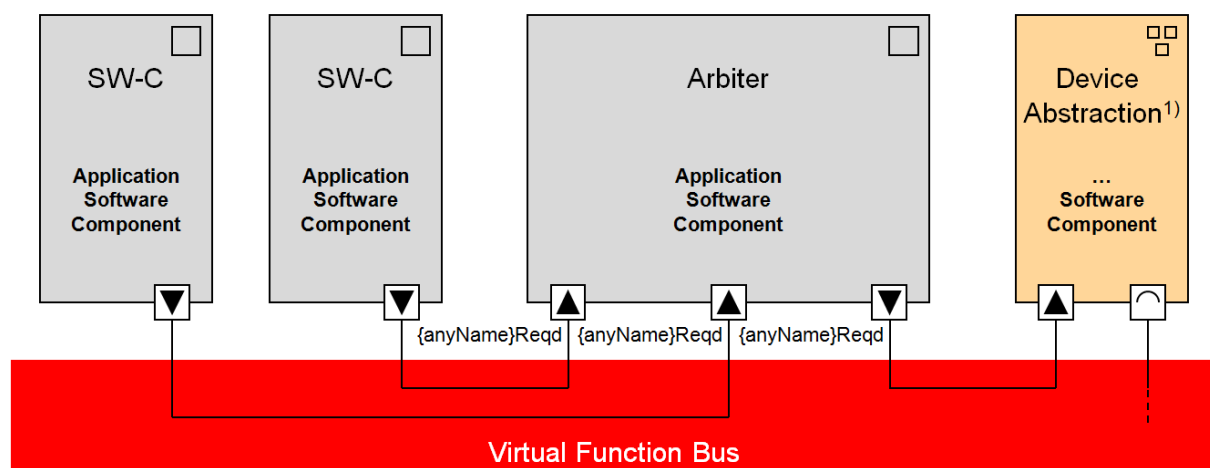 SW-C
Application
Software
Component
SW-C
Application
Software
Component
Arbiter
Application
Software
Component
Device
Abstraction¹⁾
...
Software
Component
{anyName}Reqd
{anyName}Reqd
{anyName}Reqd
Virtual Function Bus